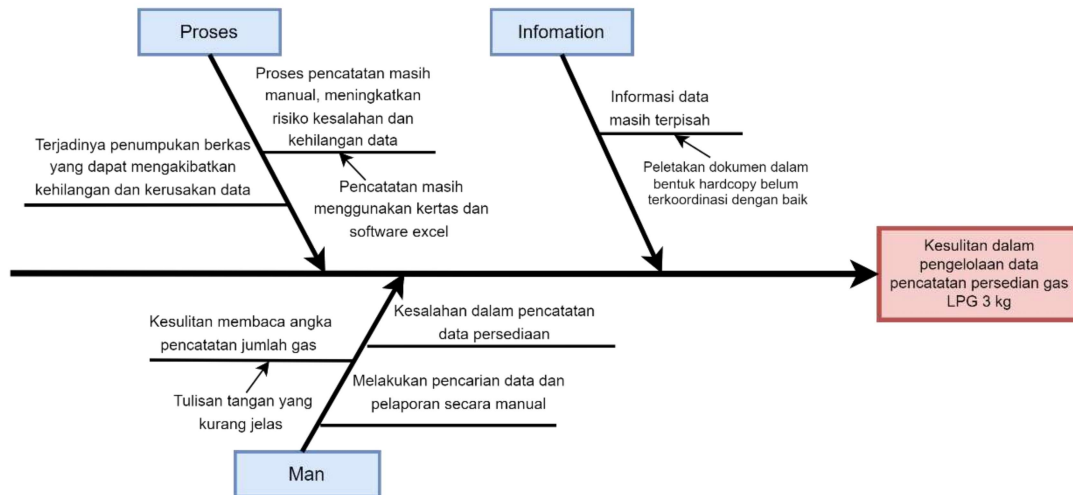 Proses
Infomation
Proses pencatatan masih
manual, meningkatkan
risiko kesalahan dan
kehilangan data
Terjadinya penumpukan berkas
yang dapat mengakibatkan
kehilangan dan kerusakan data
Pencatatan masih
menggunakan kertas dan
software excel
Informasi data
masih terpisah
Peletakan dokumen dalam
bentuk hardcopy belum
terkoordinasi dengan baik
Kesulitan dalam
pengelolaan data
pencatatan persedian gas
LPG 3 kg
Kesulitan membaca angka
pencatatan jumlah gas
Tulisan tangan yang
kurang jelas
Kesalahan dalam pencatatan
data persediaan
Melakukan pencarian data dan
pelaporan secara manual
Man